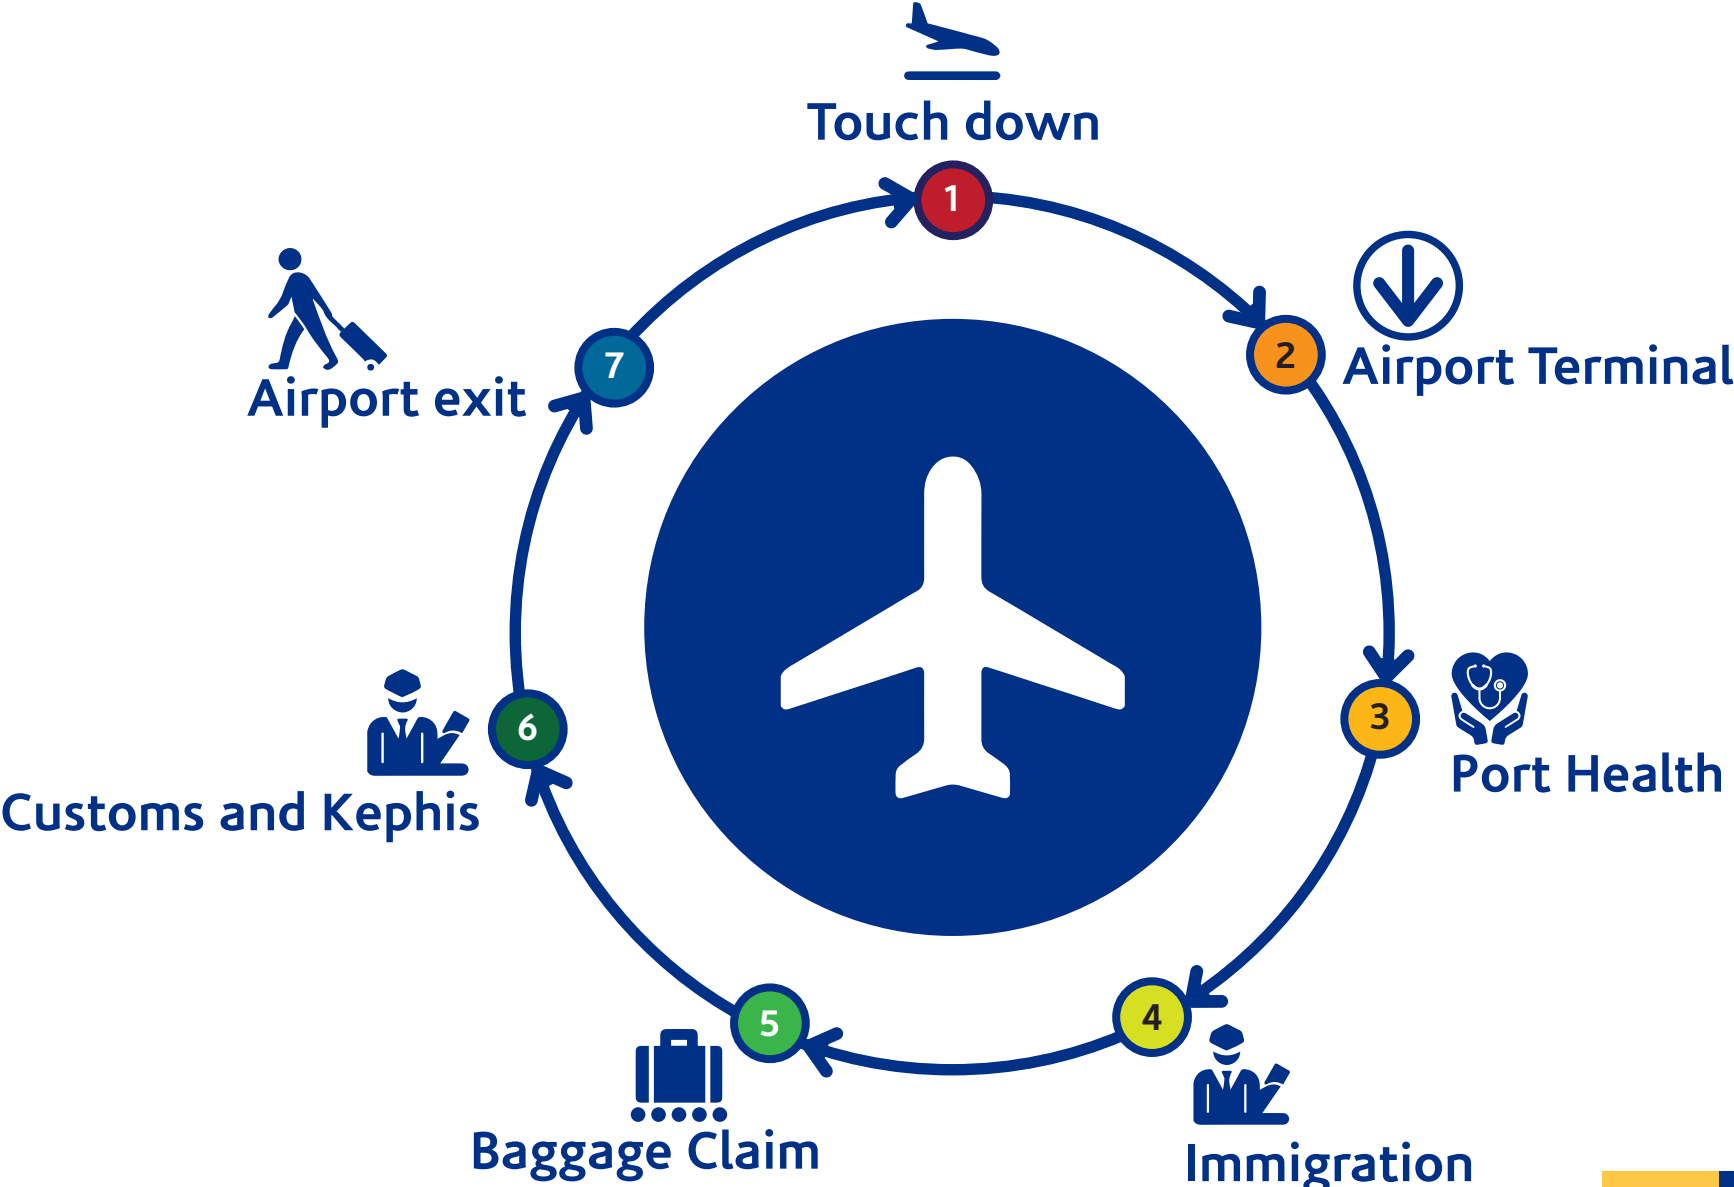 Touch down
1
2
Airport Terminal
3
Port Health
4
Immigration
5
Baggage Claim
6
Customs and Kephis
7
Airport exit